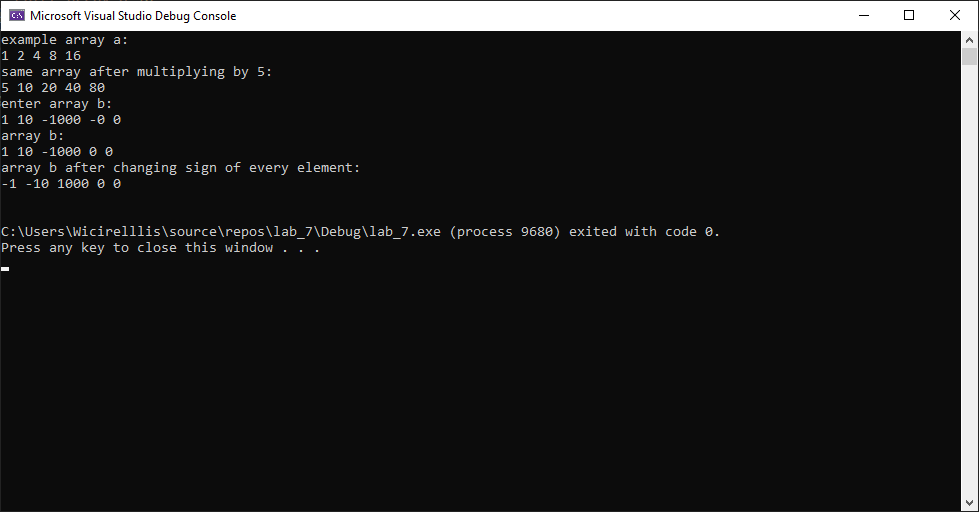 Microsoft Visual Studio Debug Console
example array a:
1 2 4 8 16
same array after multiplying by 5:
5 10 20 40 80
enter array b:
1 10 -1000 -0 0
array b:
1 10 -1000 0 0
array b after changing sign of every element:
-1 -10 1000 0 0
C:\Users\Wicirelllis\source\repos\lab_7\Debug\lab_7.exe (process 9680) exited with code 0.
Press any key to close this window . . .